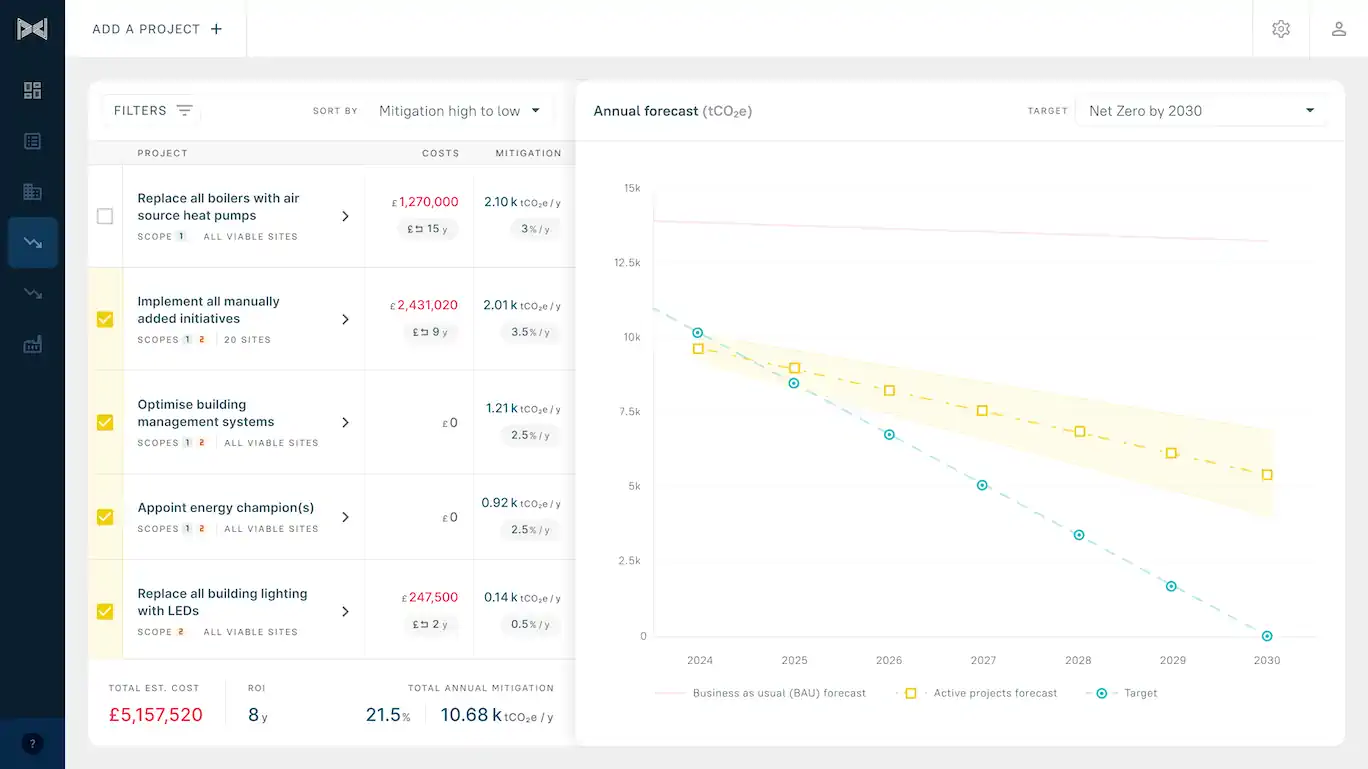 ADD A PROJECT +
FILTERS
SORT BY Mitigation high to low
PROJECT COSTS MITIGATION
Replace all boilers with air
source heat pumps
SCOPE 1 ALL VIABLE SITES
£1,270,000
£ 15 y
2.10 k tCO₂e / y
3% / y
Implement all manually
added initiatives
SCOPES 1 2 20 SITES
£2,431,020
£ 9 y
2.01 k tCO₂e / y
3.5% / y
Optimise building
management systems
SCOPES 1 2 ALL VIABLE SITES
£0
1.21 k tCO₂e / y
2.5% / y
Appoint energy champion(s)
SCOPES 1 2 ALL VIABLE SITES
£0
0.92 k tCO₂e / y
2.5% / y
Replace all building lighting
with LEDs
SCOPE 2 ALL VIABLE SITES
£247,500
£ 2 y
0.14 k tCO₂e / y
0.5% / y
TOTAL EST. COST
£5,157,520
ROI
8 y
TOTAL ANNUAL MITIGATION
21.5% 10.68 k tCO₂e / y
Annual forecast (tCO₂e)
TARGET Net Zero by 2030
15k
12.5k
10k
7.5k
5k
2.5k
0
2024 2025 2026 2027 2028 2029 2030
Business as usual (BAU) forecast Active projects forecast Target
?